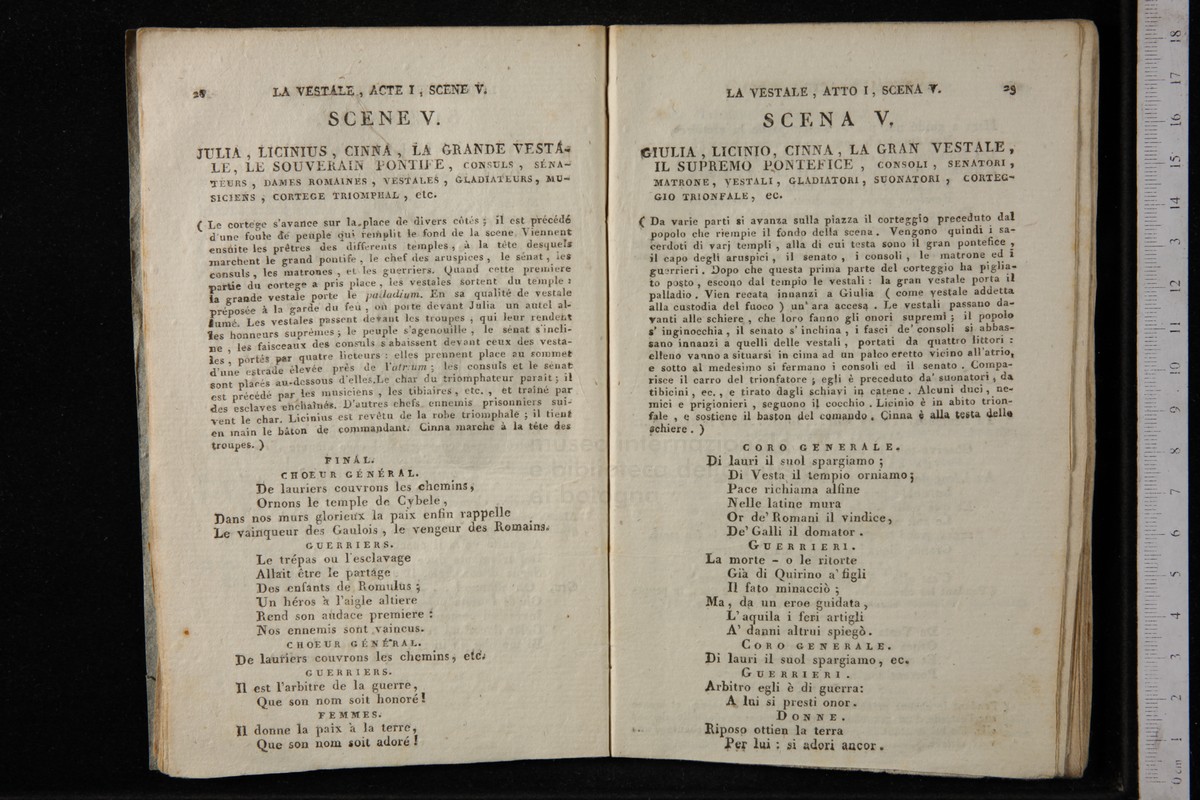 28
LA VESTALE, ACTE I, SCENE V.
SCENE V.
JULIA, LICINIUS, CINNA, LA GRANDE VESTA-
LE, LE SOUVERAIN PONTIFE, CONSULS, SÉNA-
TEURS, DAMES ROMAINES, VESTALES, GLADIATEURS, MU-
SICIENS, CORTEGE TRIOMPHAL, etc.
( Le cortege s'avance sur la place de divers côtés; il est précédé
d'une foule de peuple qui remplit le fond de la scene. Viennent
ensuite les prêtres des differents temples, à la tête desquels
marchent le grand pontife, le chef des aruspices, le sénat, les
consuls, les matrones, et les guerriers. Quand cette premiere
partie du cortege a pris place, les vestales sortent du temple:
la grande vestale porte le palladium. En sa qualité de vestale
préposée à la garde du feu, on porte devant Julia un autel al-
lumé. Les vestales passent devant les troupes, qui leur rendent
les honneurs suprêmes; le peuple s'agenouille, le sénat s'incli-
ne, les faisceaux des consuls s'abaissent devant ceux des vesta-
les, portés par quatre licteurs: elles prennent place au sommet
d'une estrade élevée près de l'atrium; les consuls et le sénat
sont placés au-dessous d'elles. Le char du triomphateur parait; il
est précédé par les musiciens, les tibiaires, etc., et traîné par
des esclaves enchaînés. D'autres chefs ennemis prisonniers sui-
vent le char. Licinius est revêtu de la robe triomphale; il tient
en main le bâton de commandant. Cinna marche à la tête des
troupes. )
FINAL.
CHOEUR GÉNÉRAL.
De lauriers couvrons les chemins,
Ornons le temple de Cybele,
Dans nos murs glorieux la paix enfin rappelle
Le vainqueur des Gaulois, le vengeur des Romains.
GUERRIERS.
Le trépas ou l'esclavage
Allait être le partage
Des enfants de Romulus;
Un héros à l'aigle altiere
Rend son audace premiere:
Nos ennemis sont vaincus.
CHOEUR GÉNÉRAL.
De lauriers couvrons les chemins, etc.
GUERRIERS.
Il est l'arbitre de la guerre,
Que son nom soit honoré!
FEMMES.
Il donne la paix à la terre,
Que son nom soit adoré!
LA VESTALE, ATTO I, SCENA V.
29
SCENA V.
GIULIA, LICINIO, CINNA, LA GRAN VESTALE,
IL SUPREMO PONTEFICE, CONSOLI, SENATORI,
MATRONE, VESTALI, GLADIATORI, SUONATORI, CORTEG-
GIO TRIONFALE, ec.
( Da varie parti si avanza sulla piazza il corteggio preceduto dal
popolo che riempie il fondo della scena. Vengono quindi i sa-
cerdoti di varj templi, alla di cui testa sono il gran pontefice,
il capo degli aruspici, il senato, i consoli, le matrone ed i
guerrieri. Dopo che questa prima parte del corteggio ha piglia-
to posto, escono dal tempio le vestali: la gran vestale porta il
palladio. Vien recata innanzi a Giulia ( come vestale addetta
alla custodia del fuoco ) un' ara accesa. Le vestali passano da-
vanti alle schiere, che loro fanno gli onori supremi; il popolo
s' inginocchia, il senato s' inchina, i fasci de' consoli si abbas-
sano innanzi a quelli delle vestali, portati da quattro littori:
elleno vanno a situarsi in cima ad un palco eretto vicino all'atrio,
e sotto al medesimo si fermano i consoli ed il senato. Compa-
risce il carro del trionfatore; egli è preceduto da' suonatori, da
tibicini, ec., e tirato dagli schiavi in catene. Alcuni duci, ne-
mici e prigionieri, seguono il cocchio. Licinio è in abito trion-
fale, e sostiene il baston del comando. Cinna è alla testa delle
schiere. )
CORO GENERALE.
Di lauri il suol spargiamo;
Di Vesta il tempio orniamo;
Pace richiama alfine
Nelle latine mura
Or de' Romani il vindice,
De' Galli il domator.
GUERRIERI.
La morte - o le ritorte
Già di Quirino a' figli
Il fato minacciò;
Ma, da un eroe guidata,
L' aquila i feri artigli
A' danni altrui spiegò.
CORO GENERALE.
Di lauri il suol spargiamo, ec.
GUERRIERI.
Arbitro egli è di guerra:
A lui si presti onor.
DONNE.
Riposo ottien la terra
Per lui: si adori ancor.
museo internazionale
e biblioteca della
di bologna
0 cm 1 2 3 4 5 6 7 8 9 10 11 12 13 14 15 16 17 18